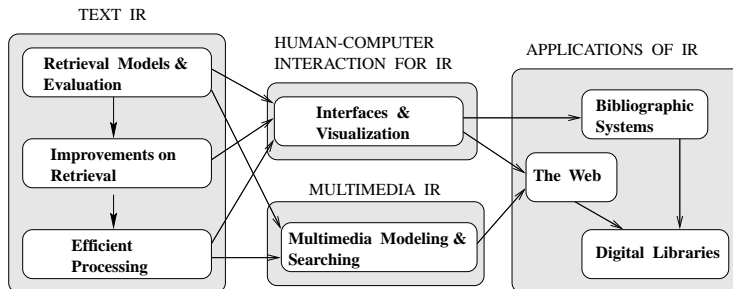 TEXT IR
Retrieval Models &
Evaluation
Improvements on
Retrieval
Efficient
Processing
HUMAN-COMPUTER
INTERACTION FOR IR
Interfaces &
Visualization
MULTIMEDIA IR
Multimedia Modeling &
Searching
APPLICATIONS OF IR
Bibliographic
Systems
The Web
Digital Libraries